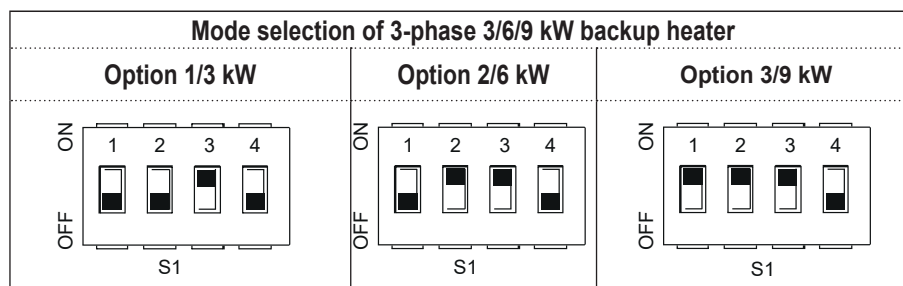 Mode selection of 3-phase 3/6/9 kW backup heater
Option 1/3 kW
Option 2/6 kW
Option 3/9 kW
ON
OFF
1 2 3 4
S1
ON
OFF
1 2 3 4
S1
ON
OFF
1 2 3 4
S1